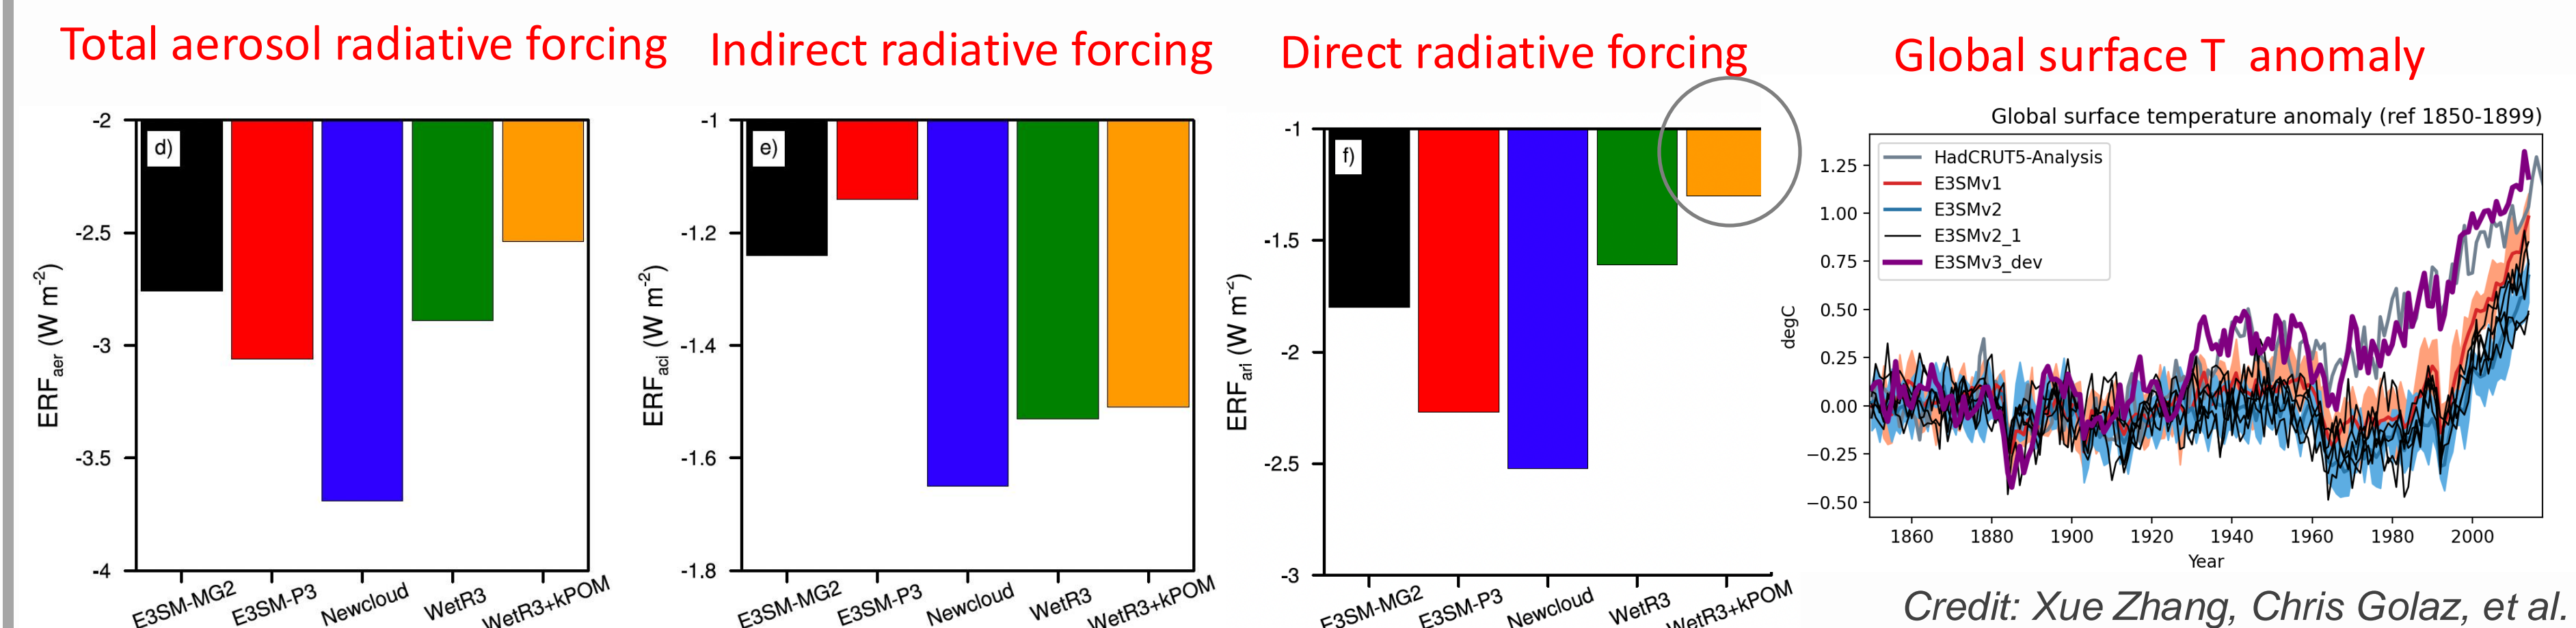 Total aerosol radiative forcing
Indirect radiative forcing
Direct radiative forcing
Global surface T anomaly
d)
-2
-2.5
-3
-3.5
-4
ERFaer (W m-2)
E3SM-MG2
E3SM-P3
Newcloud
WetR3
WetR3+kPOM
e)
-1
-1.2
-1.4
-1.6
-1.8
ERFaci (W m-2)
E3SM-MG2
E3SM-P3
Newcloud
WetR3
WetR3+kPOM
f)
-1
-1.5
-2
-2.5
-3
ERFari (W m-2)
E3SM-MG2
E3SM-P3
Newcloud
WetR3
WetR3+kPOM
Global surface temperature anomaly (ref 1850-1899)
HadCRUT5-Analysis
E3SMv1
E3SMv2
E3SMv2_1
E3SMv3_dev
1.25
1.00
0.75
0.50
0.25
0.00
−0.25
−0.50
degC
1860
1880
1900
1920
1940
1960
1980
2000
Year
Credit: Xue Zhang, Chris Golaz, et al.